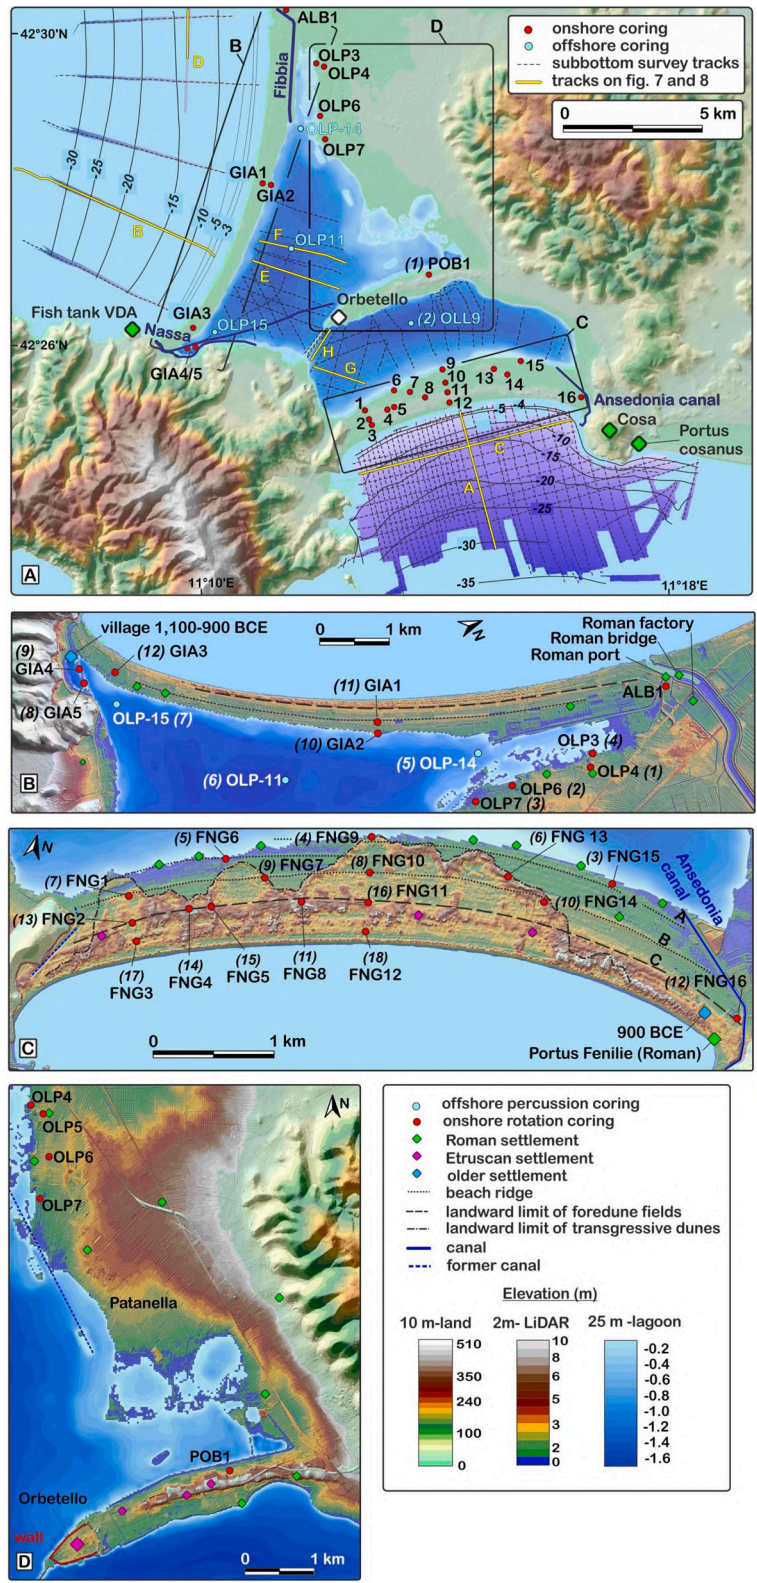 42°30'N
ALB1
B
D
D
onshore coring
offshore coring
subbottom survey tracks
tracks on fig. 7 and 8
0 5 km
Fibbia
OLP3
OLP4
OLP6
OLP-14
OLP7
-30
-25
-20
-15
-10
-5
-3
GIA1
GIA2
B
F
OLP11
E
(1) POB1
Fish tank VDA
GIA3
Orbetello
Nassa
OLP15
(2) OLL9
C
42°26'N
GIA4/5
H
G
9
15
10
13
14
6
7
8
11
16
1
4
5
12
2
3
-5
-4
Ansedonia canal
Cosa
-10
C
-15
Portus
cosanus
A
-20
-25
-30
-35
11°10'E
11°18'E
A
village 1,100-900 BCE
0 1 km
N
Roman factory
Roman bridge
Roman port
(9)
GIA4
(12) GIA3
(11) GIA1
ALB1
(8) GIA5
OLP-15 (7)
(10) GIA2
(5) OLP-14
OLP3 (4)
(6) OLP-11
OLP4 (1)
OLP6 (2)
OLP7 (3)
B
N
(5) FNG6
(4) FNG9
(6) FNG 13
(3) FNG15
Ansedonia
canal
(7) FNG1
(9) FNG7
(8) FNG10
(16) FNG11
(10) FNG14
A
(13) FNG2
B
C
(17)
FNG3
(14)
FNG4
(15)
FNG5
(11)
FNG8
(18)
FNG12
(12) FNG16
900 BCE
Portus Fenilie (Roman)
0 1 km
C
OLP4
OLP5
N
OLP6
OLP7
Patanella
POB1
Orbetello
wall
0 1 km
D
offshore percussion coring
onshore rotation coring
Roman settlement
Etruscan settlement
older settlement
beach ridge
landward limit of foredune fields
landward limit of transgressive dunes
canal
former canal
Elevation (m)
10 m-land 2m- LiDAR 25 m -lagoon
510
350
240
100
0
10
8
6
5
3
2
0
-0.2
-0.4
-0.6
-0.8
-1.0
-1.2
-1.4
-1.6